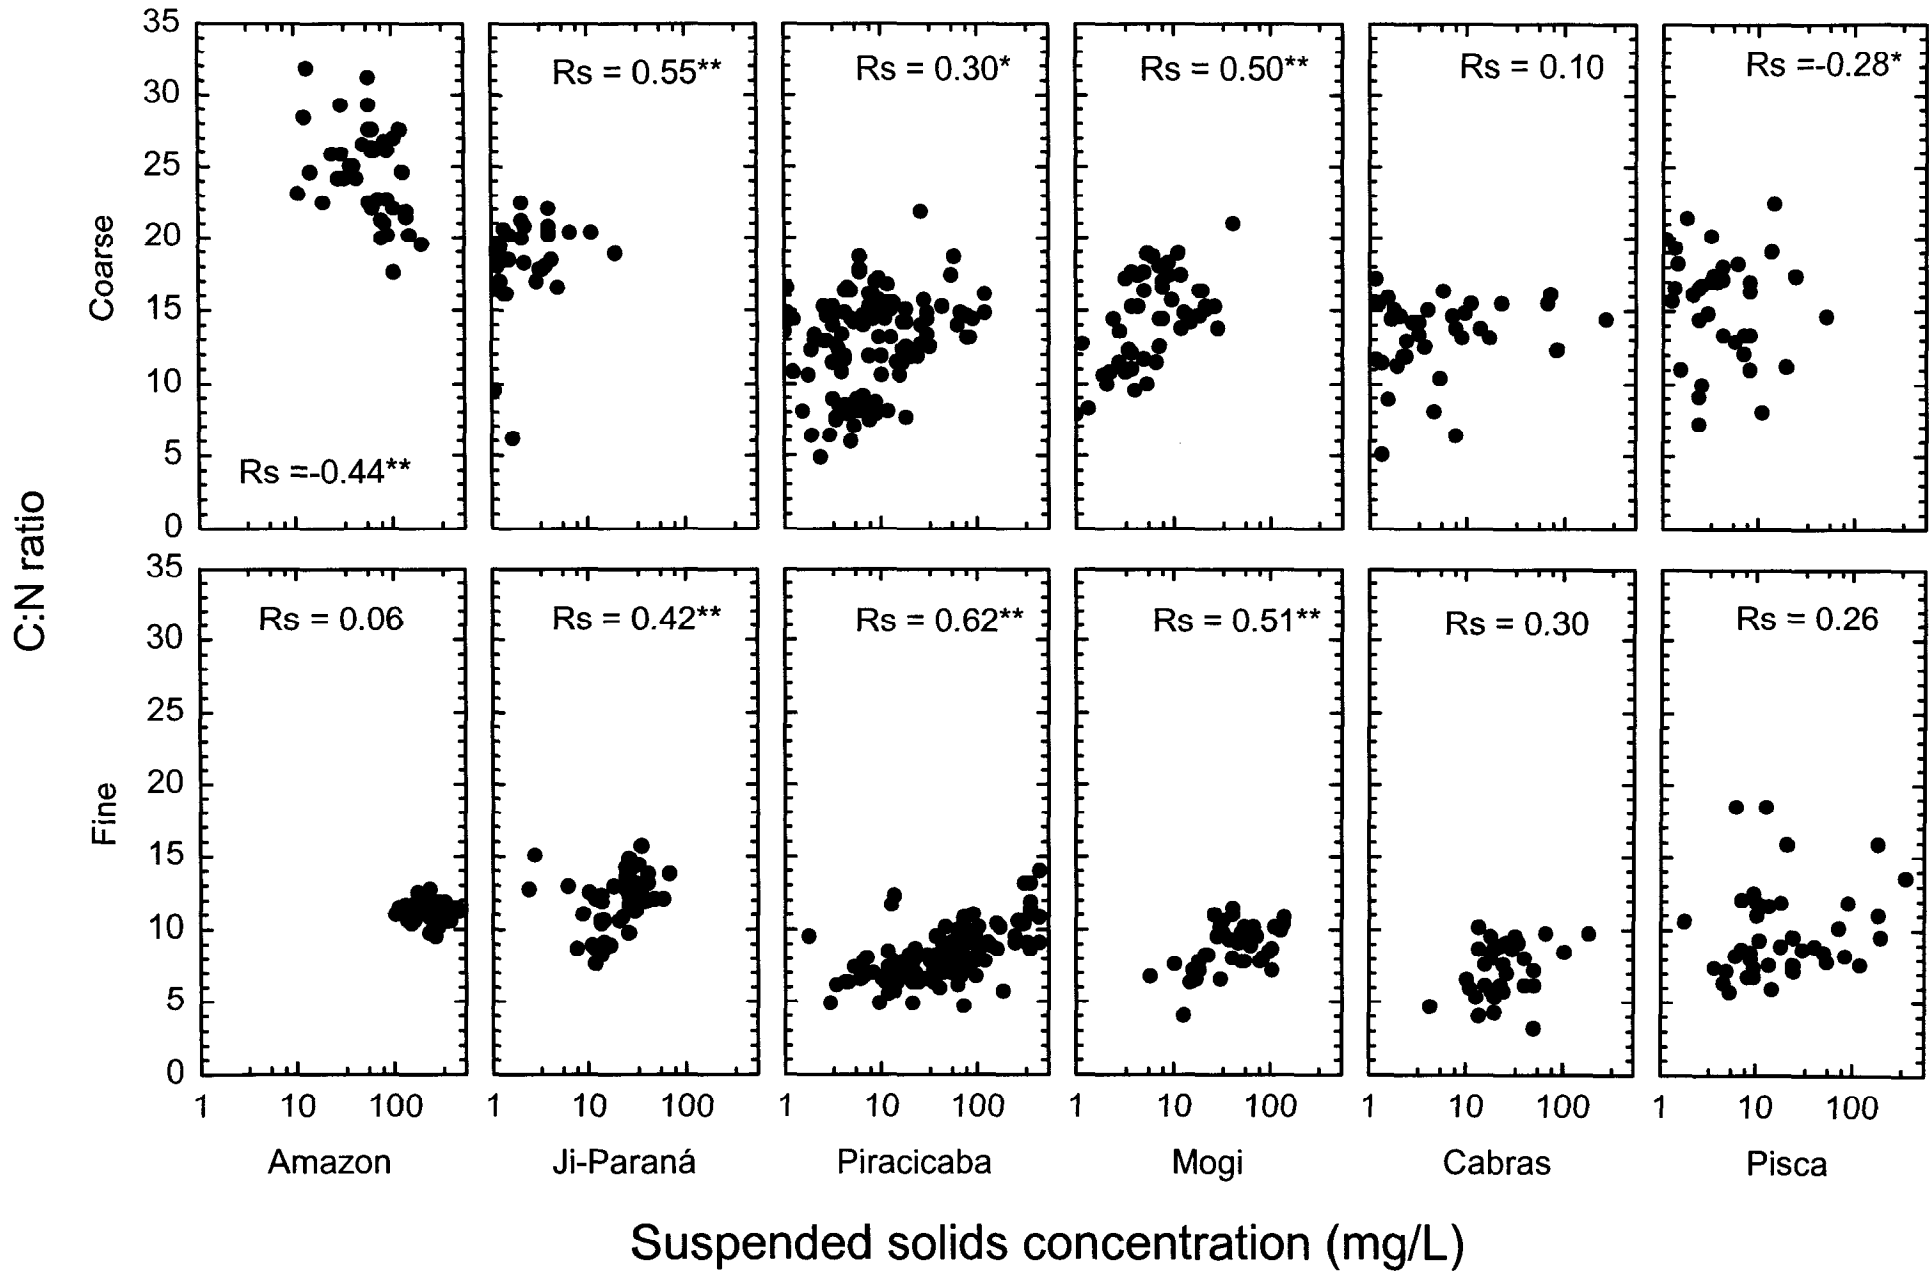 35
30
25
20
15
10
5
0
Coarse
Rs =-0.44**
Rs = 0.55**
Rs = 0.30*
Rs = 0.50**
Rs = 0.10
Rs =-0.28*
C:N ratio
35
30
25
20
15
10
5
0
Fine
Rs = 0.06
Rs = 0.42**
Rs = 0.62**
Rs = 0.51**
Rs = 0.30
Rs = 0.26
1 10 100 1 10 100 1 10 100 1 10 100 1 10 100 1 10 100
Amazon Ji-Paraná Piracicaba Mogi Cabras Pisca
Suspended solids concentration (mg/L)